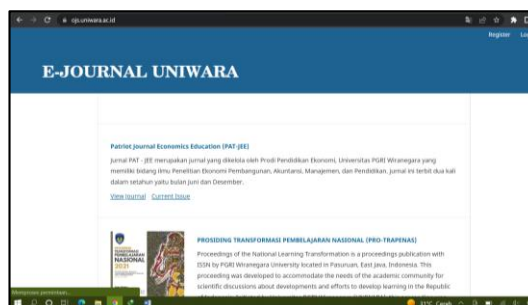 ojs.uniwara.ac.id
Register
E-JOURNAL UNIWARA
Patriot Journal Economics Education (PAT-JEE)
Jurnal PAT - JEE merupakan jurnal yang dikelola oleh Prodi Pendidikan Ekonomi, Universitas PGRI Wiranegara yang
memiliki bidang ilmu Penelitian Ekonomi Pembangunan, Akuntansi, Manajemen, dan Pendidikan. Jurnal ini terbit dua kali
dalam setahun yaitu bulan Juni dan Desember.
View Journal Current Issue
PROSIDING TRANSFORMASI PEMBELAJARAN NASIONAL (PRO-TRAPENAS)
Proceedings of the National Learning Transformation is a proceedings publication with
ISSN by PGRI Wiranegara University located in Pasuruan, East Java, Indonesia. This
proceeding was developed to accommodate the needs of the academic community for
scientific discussions about developments and efforts to develop learning in the Republic
PEMBELAJARAN
NASIONAL
2021
31°C Cerah